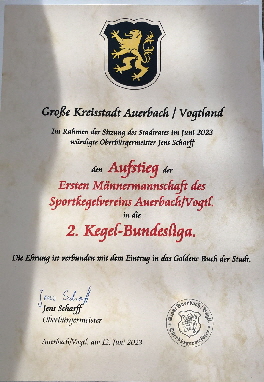 Große Kreisstadt Auerbach / Vogtland
Im Rahmen der Sitzung des Stadtrates im Juni 2023
würdigte Oberbürgermeister Jens Scharff
den Aufstieg der
Ersten Männermannschaft des
Sportkegelvereins Auerbach/Vogtl.
in die
2. Kegel-Bundesliga.
Die Ehrung ist verbunden mit dem Eintrag in das Goldene Buch der Stadt.
Jens Scharff
Jens Scharff
Oberbürgermeister
Auerbach/Vogtl. am 12. Juni 2023